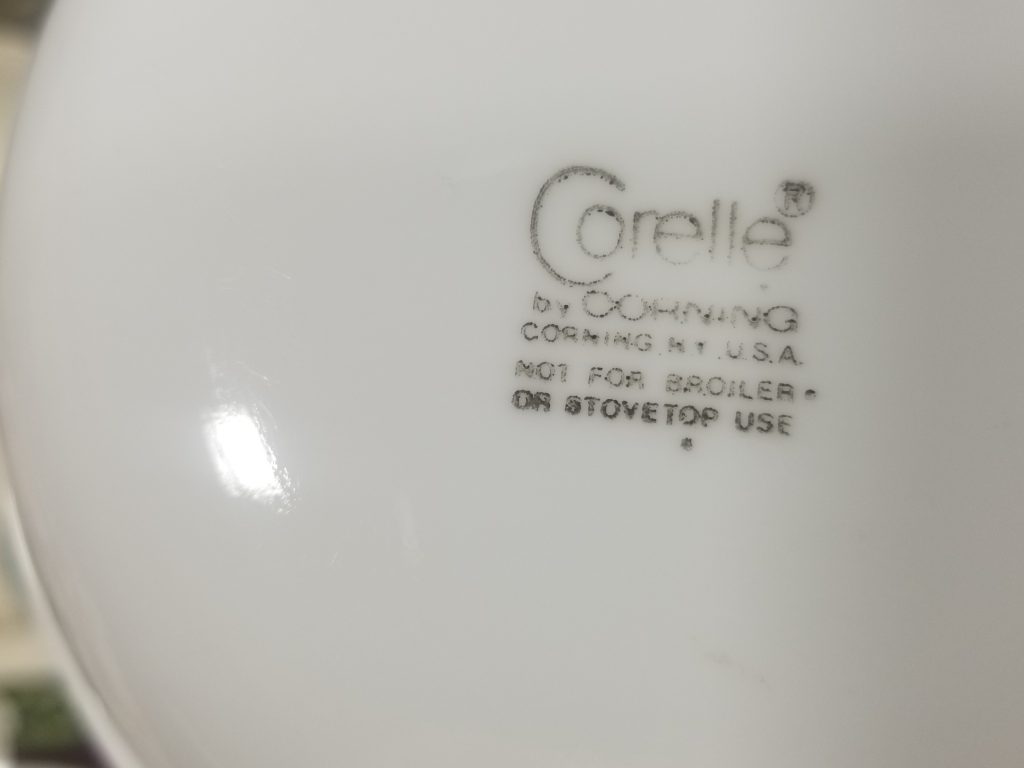 Corelle®
by CORNING
CORNING N.Y. U.S.A.
NOT FOR BROILER
OR STOVETOP USE